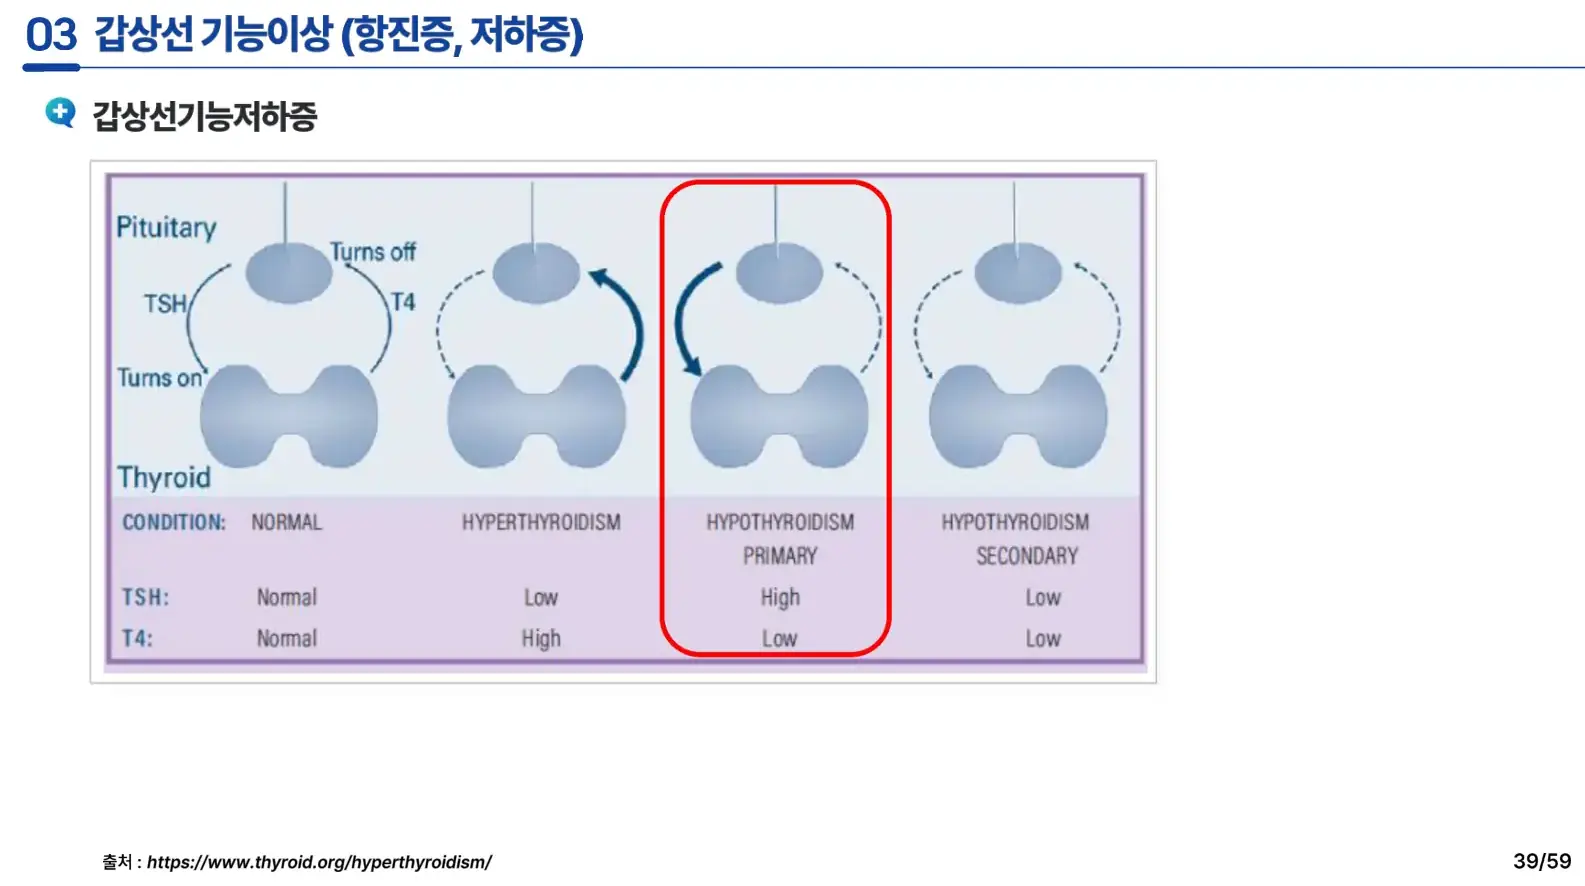 03 갑상선 기능이상 (항진증, 저하증)
갑상선기능저하증
Pituitary
Turns off
TSH
T4
Turns on
Thyroid
CONDITION: NORMAL HYPERTHYROIDISM HYPOTHYROIDISM PRIMARY HYPOTHYROIDISM SECONDARY
TSH: Normal Low High Low
T4: Normal High Low Low
출처 : https://www.thyroid.org/hyperthyroidism/
39/59